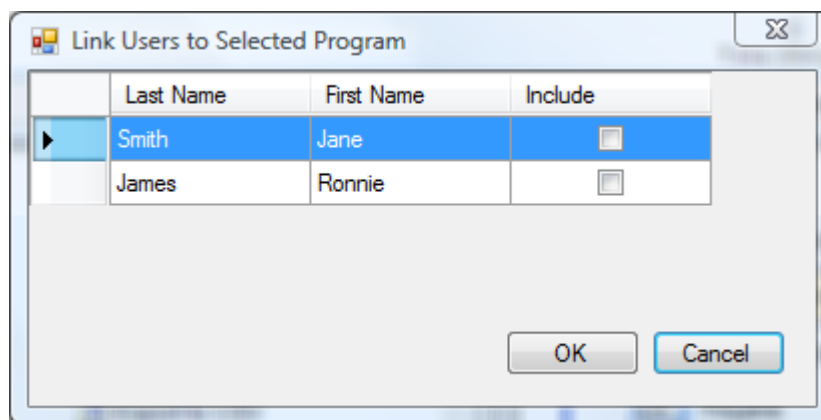 Link Users to Selected Program
Last Name First Name Include
Smith Jane
James Ronnie
OK Cancel